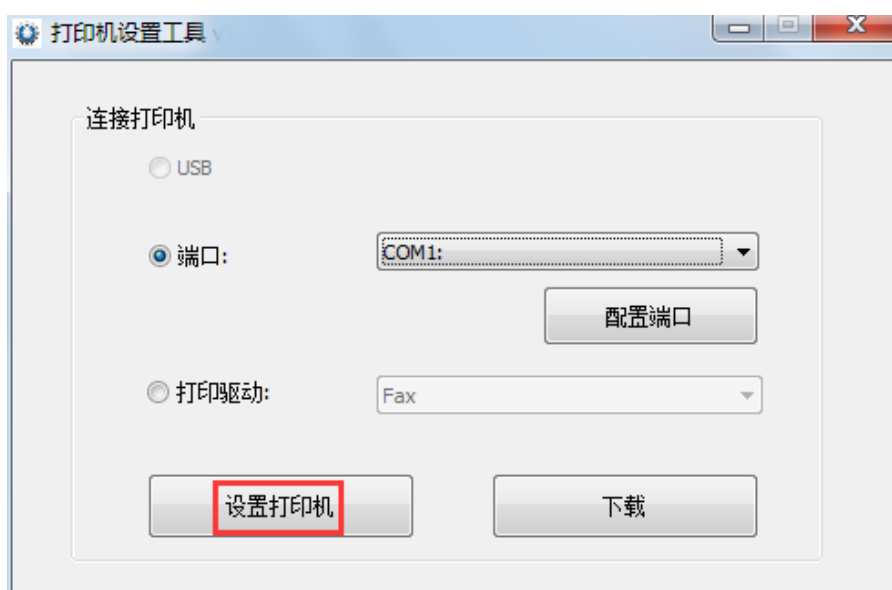 打印机设置工具
连接打印机
USB
端口: COM1:
配置端口
打印驱动: Fax
设置打印机 下载